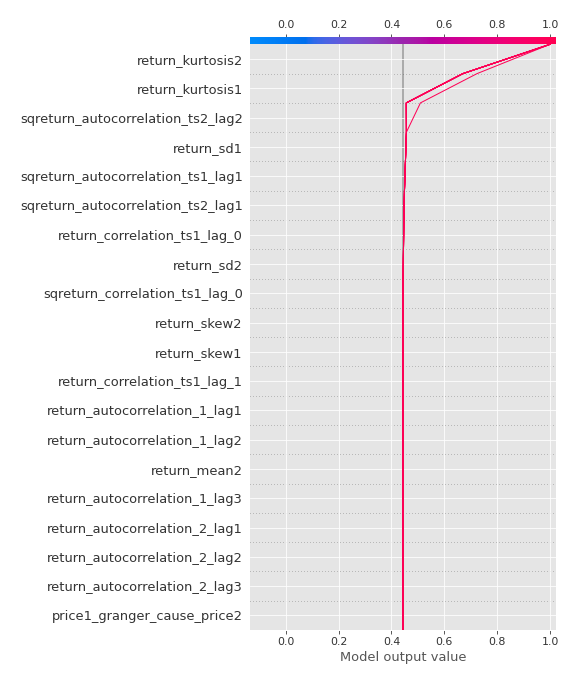 0.0 0.2 0.4 0.6 0.8 1.0
return_kurtosis2
return_kurtosis1
sqreturn_autocorrelation_ts2_lag2
return_sd1
sqreturn_autocorrelation_ts1_lag1
sqreturn_autocorrelation_ts2_lag1
return_correlation_ts1_lag_0
return_sd2
sqreturn_correlation_ts1_lag_0
return_skew2
return_skew1
return_correlation_ts1_lag_1
return_autocorrelation_1_lag1
return_autocorrelation_1_lag2
return_mean2
return_autocorrelation_1_lag3
return_autocorrelation_2_lag1
return_autocorrelation_2_lag2
return_autocorrelation_2_lag3
price1_granger_cause_price2
0.0 0.2 0.4 0.6 0.8 1.0
Model output value